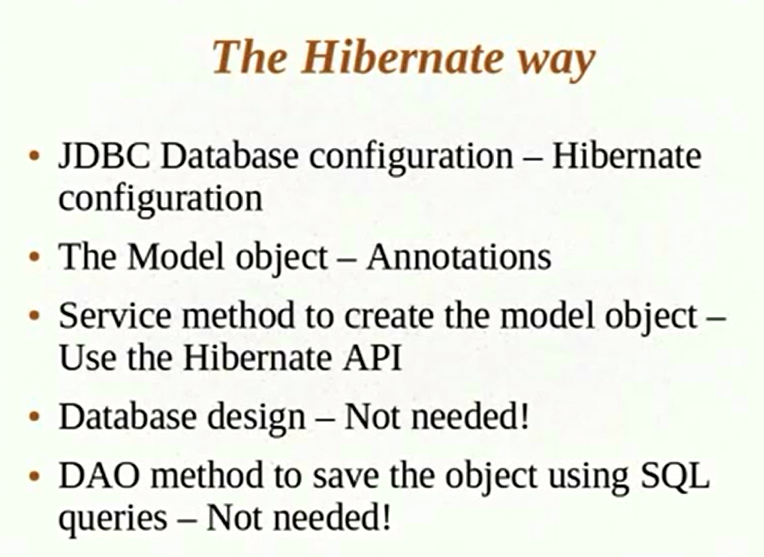 The Hibernate way
• JDBC Database configuration – Hibernate
configuration
• The Model object – Annotations
• Service method to create the model object –
Use the Hibernate API
• Database design – Not needed!
• DAO method to save the object using SQL
queries – Not needed!